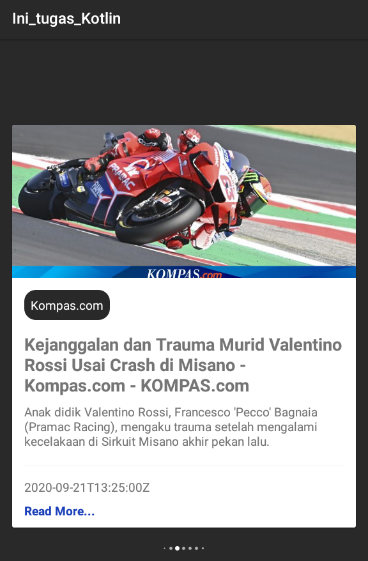 Ini_tugas_Kotlin
KOMPAS.com
Kompas.com
Kejanggalan dan Trauma Murid Valentino
Rossi Usai Crash di Misano -
Kompas.com - KOMPAS.com
Anak didik Valentino Rossi, Francesco 'Pecco' Bagnaia
(Pramac Racing), mengaku trauma setelah mengalami
kecelakaan di Sirkuit Misano akhir pekan lalu.
2020-09-21T13:25:00Z
Read More...